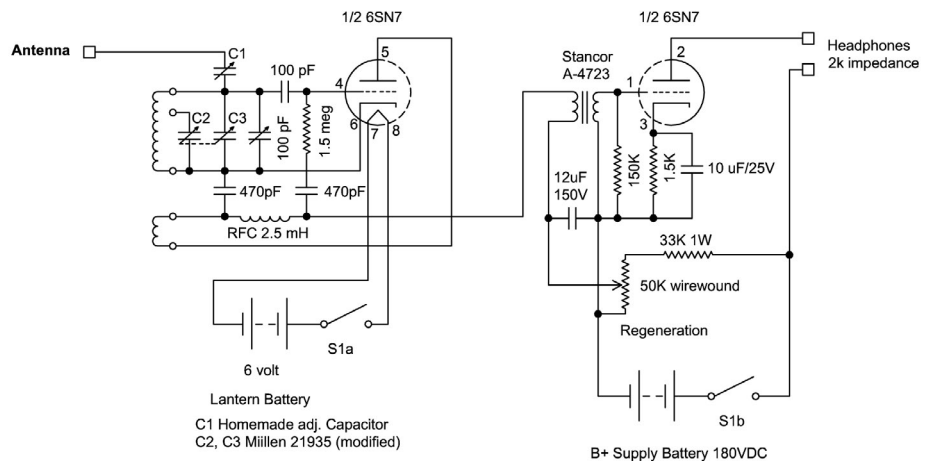 1/2 6SN7
1/2 6SN7
Antenna
C1
5
2
Headphones
2k impedance
Stancor
A-4723
100 pF
4
1
C2
C3
100 pF
1.5 meg
6
7
8
3
470pF
470pF
12uF
150V
150K
1.5K
10 uF/25V
RFC 2.5 mH
33K 1W
50K wirewound
Regeneration
S1a
6 volt
Lantern Battery
S1b
C1 Homemade adj. Capacitor
C2, C3 Miillen 21935 (modified)
B+ Supply Battery 180VDC